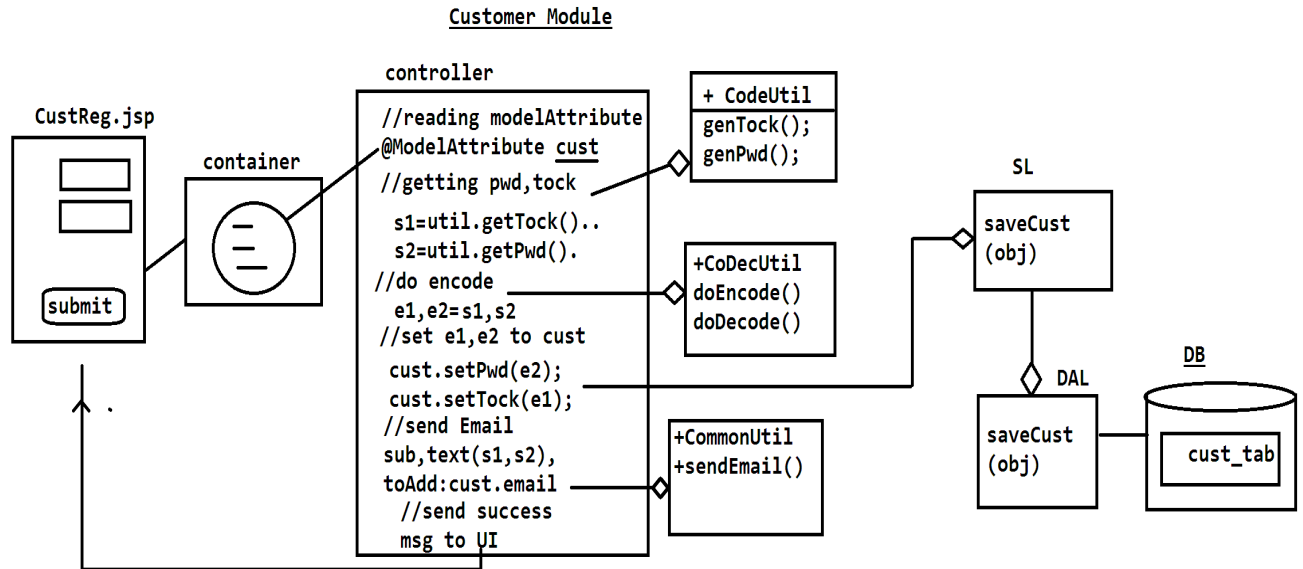 Customer Module
CustReg.jsp
submit
container
controller
//reading modelAttribute
@ModelAttribute cust
//getting pwd,tock
s1=util.getTock()..
s2=util.getPwd().
//do encode
e1,e2=s1,s2
//set e1,e2 to cust
cust.setPwd(e2);
cust.setTock(e1);
//send Email
sub,text(s1,s2),
toAdd:cust.email
//send success
msg to UI
+ CodeUtil
genTock();
genPwd();
+CoDecUtil
doEncode()
doDecode()
+CommonUtil
+sendEmail()
SL
saveCust
(obj)
DAL
saveCust
(obj)
DB
cust_tab